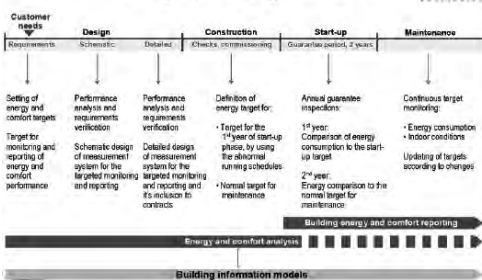 Customer
needs
Design
Construction
Start-up
Maintenance
Requirements
Schematic
Detailed
Checks, commissioning
Guarantee period, 2 years
Setting of
energy and
comfort targets
Target for
monitoring and
reporting of
energy and
comfort
performance
Performance
analysis and
requirements
verification
Schematic design
of measurement
system for the
targeted monitoring
and reporting
Performance
analysis and
requirements
verification
Detailed
design of
measurement
system for the
targeted monitoring
and reporting and
it's inclusion to
contracts
Definition of
energy target for:
• Target for the
1st year of start-up
phase, by using
the abnormal
running schedules
• Normal target for
maintenance
Annual guarantee
inspections:
1st year:
Comparison of energy
consumption to the start-
up target
2nd year:
Energy comparison to the
normal target for
maintenance
Continuous target
monitoring:
• Energy consumption
• Indoor conditions
Updating of targets
according to changes
Building energy and comfort reporting
Energy and comfort analysis
Building information models